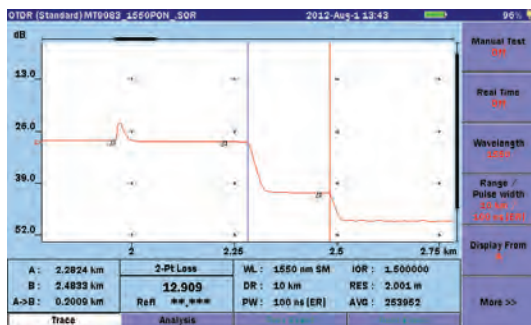 OTDR (Standard) MT9083_1550PON_.SOR 2012-Aug-1 13:43 96%
dB
13.0
26.0
39.0
52.0
2 2.25 2.5 2.75 km
Manual Test
Real Time
Wavelength
Range /
Pulse width
Display From
More >>
A: 2.2824 km 2-Pt Loss WL: 1550 nm SM IOR: 1.500000
B: 2.4833 km 12.909 DR: 10 km RES: 2.001 m
A->B: 0.2009 km Refl **.*** PW: 100 ns (ER) AVG: 253952
Trace Analysis